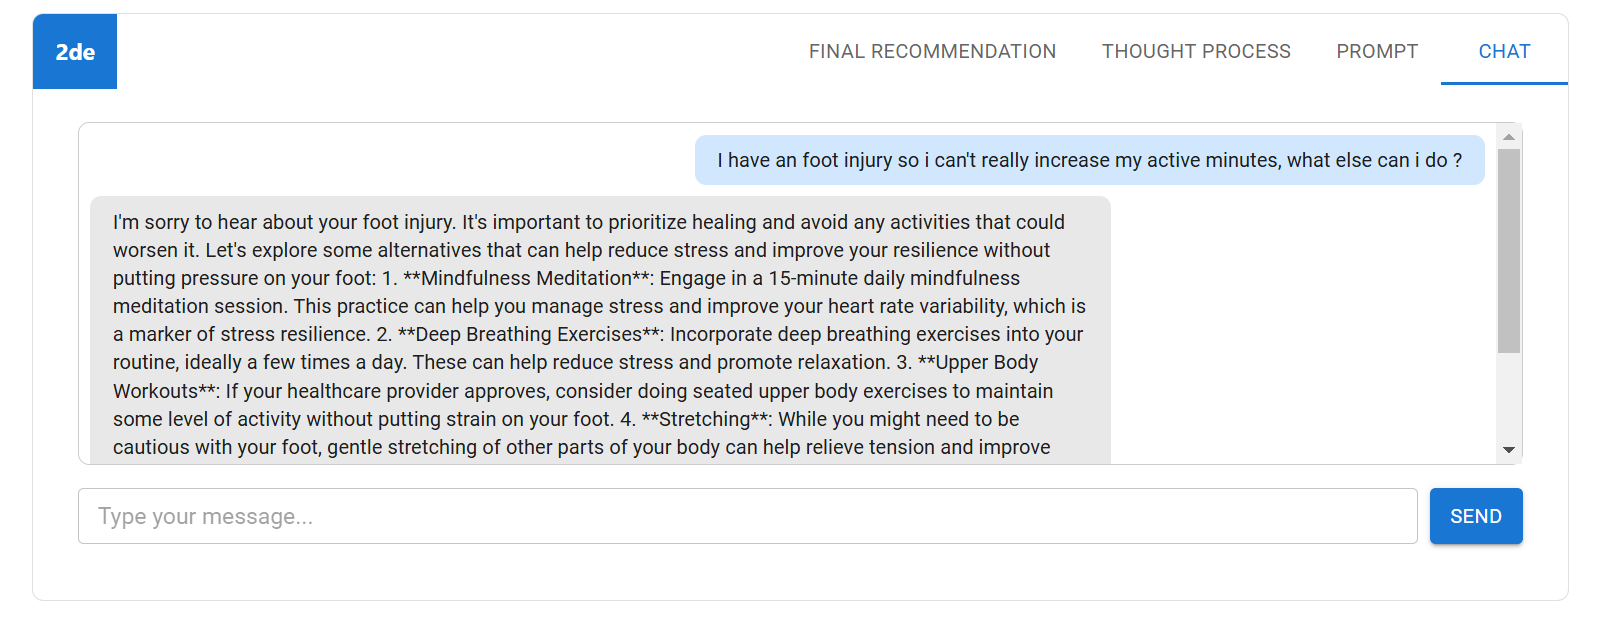 2de
FINAL RECOMMENDATION
THOUGHT PROCESS
PROMPT
CHAT
I have an foot injury so i can't really increase my active minutes, what else can i do ?
I'm sorry to hear about your foot injury. It's important to prioritize healing and avoid any activities that could
worsen it. Let's explore some alternatives that can help reduce stress and improve your resilience without
putting pressure on your foot: 1. **Mindfulness Meditation**: Engage in a 15-minute daily mindfulness
meditation session. This practice can help you manage stress and improve your heart rate variability, which is
a marker of stress resilience. 2. **Deep Breathing Exercises**: Incorporate deep breathing exercises into your
routine, ideally a few times a day. These can help reduce stress and promote relaxation. 3. **Upper Body
Workouts**: If your healthcare provider approves, consider doing seated upper body exercises to maintain
some level of activity without putting strain on your foot. 4. **Stretching**: While you might need to be
cautious with your foot, gentle stretching of other parts of your body can help relieve tension and improve
Type your message...
SEND